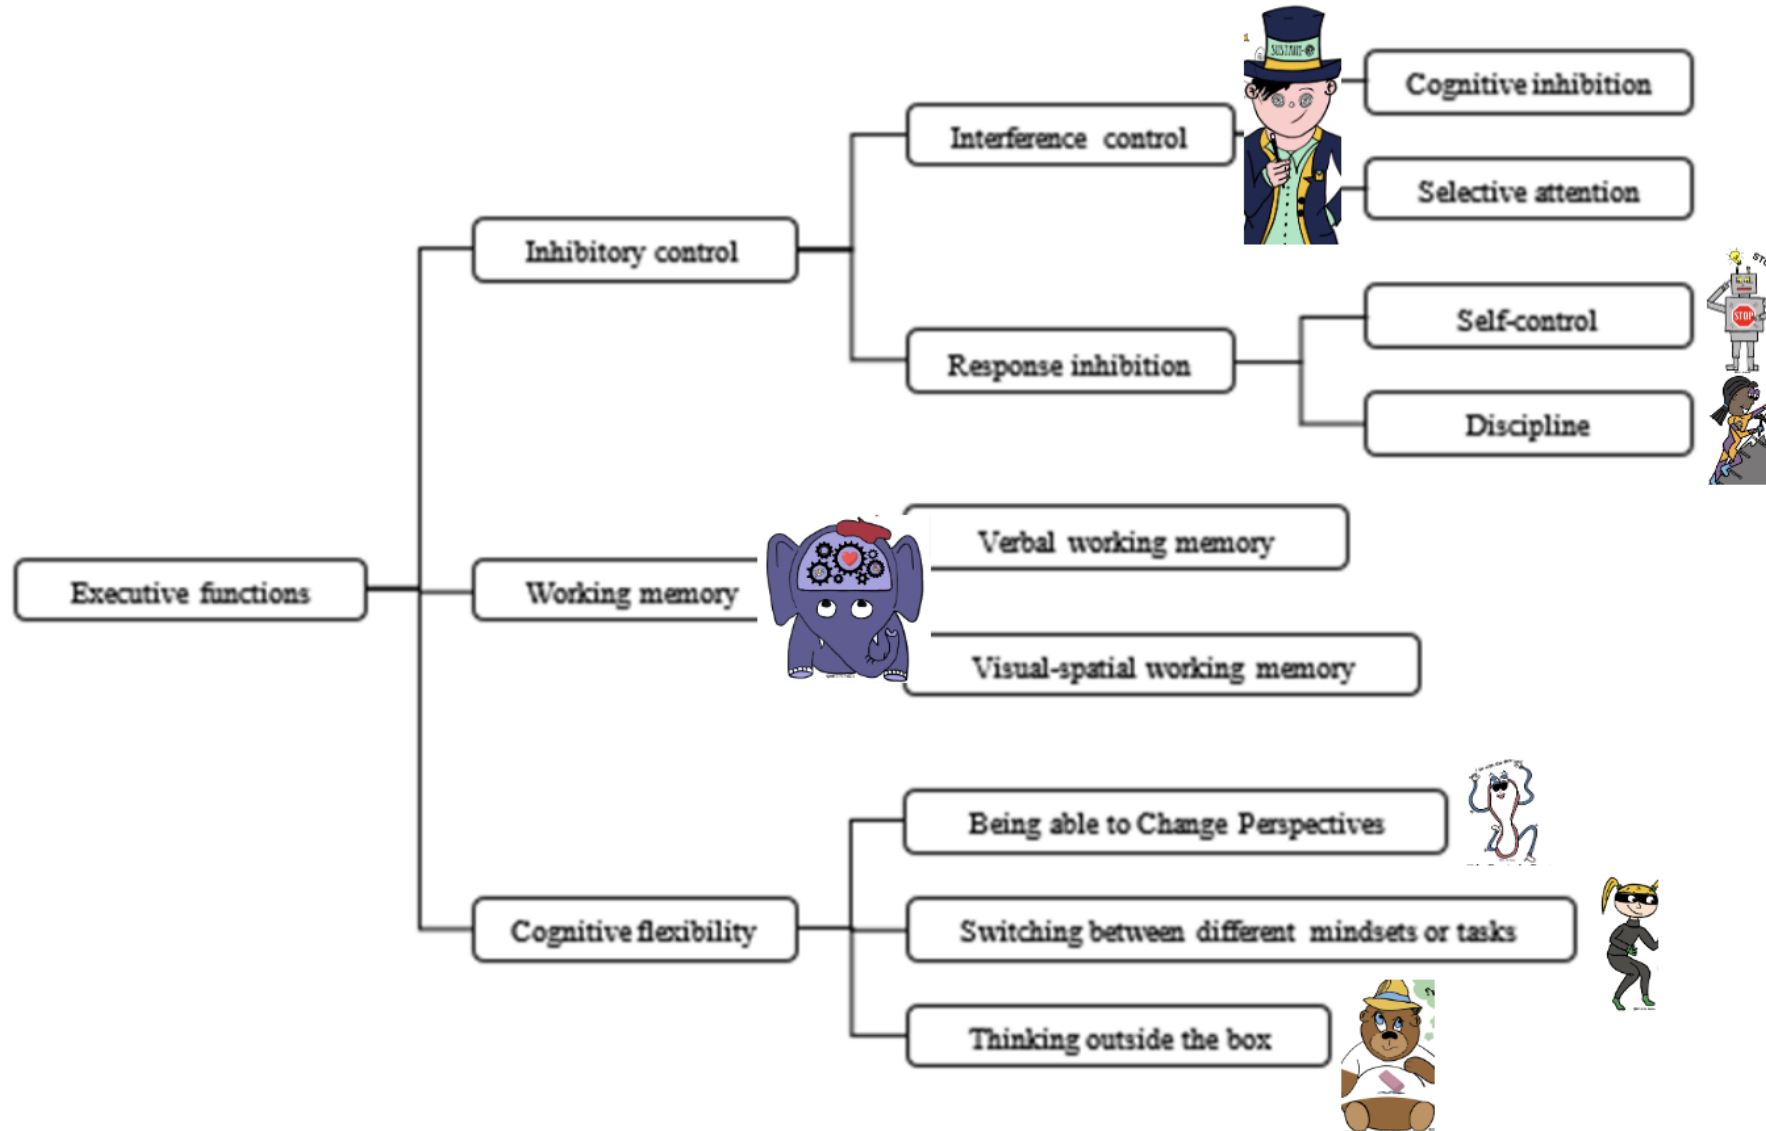 SUSTAIN-
Cognitive inhibition
Interference control
Selective attention
Inhibitory control
Self-control
STOP
Response inhibition
Discipline
Verbal working memory
Executive functions
Working memory
Visual-spatial working memory
Being able to Change Perspectives
Cognitive flexibility
Switching between different mindsets or tasks
Thinking outside the box